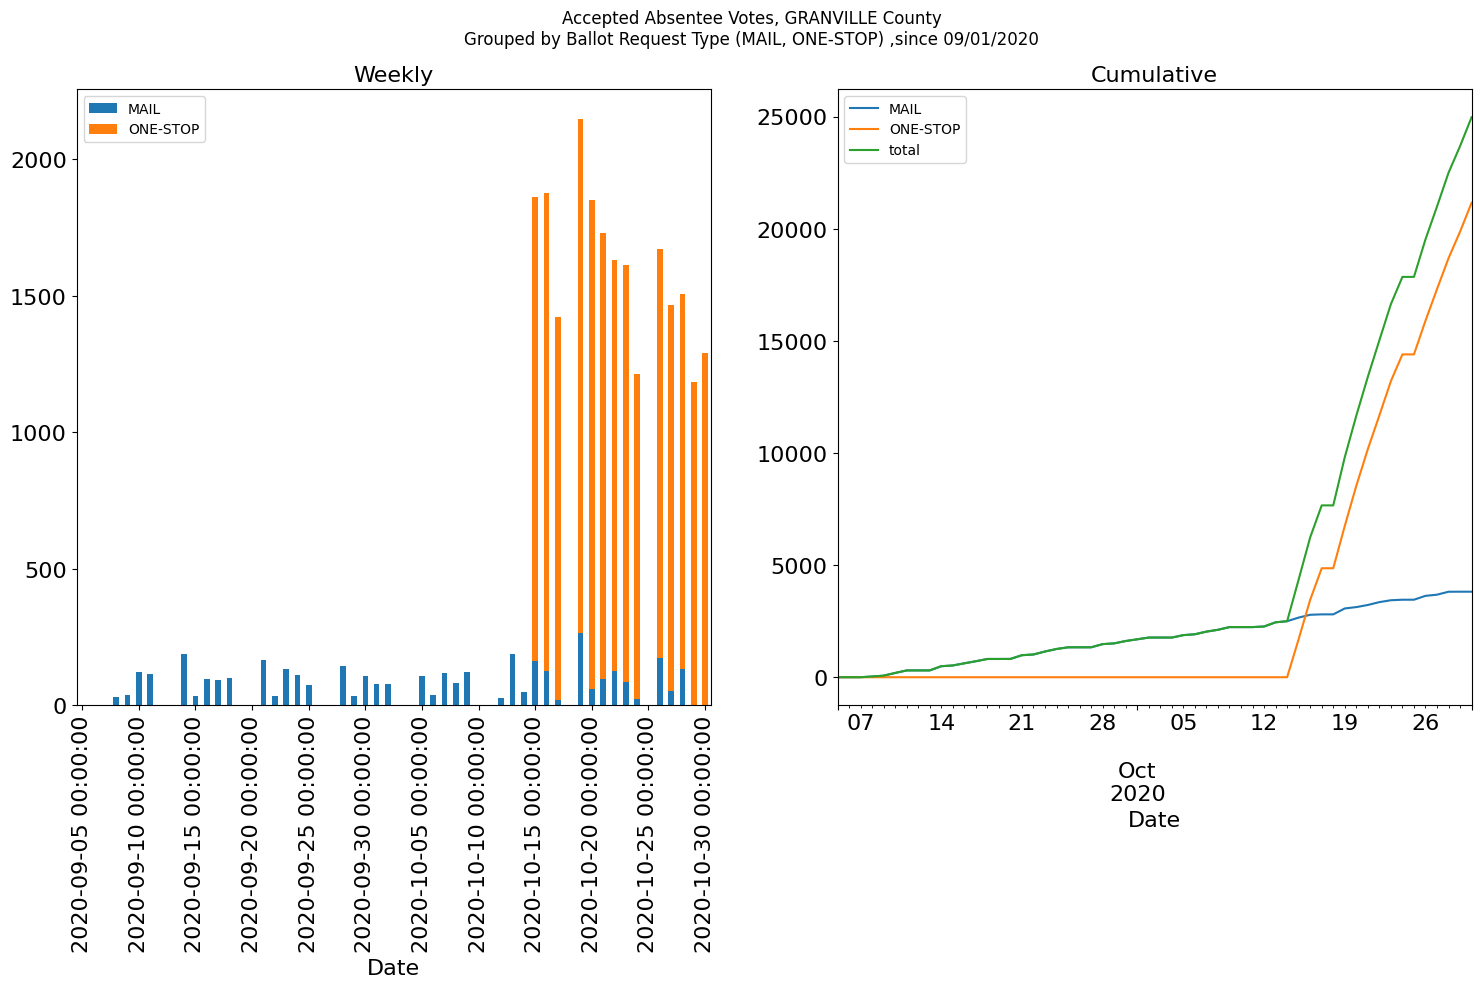 Accepted Absentee Votes, GRANVILLE County
Grouped by Ballot Request Type (MAIL, ONE-STOP) ,since 09/01/2020
Weekly
MAIL
ONE-STOP
2000
1500
1000
500
0
2020-09-05 00:00:00
2020-09-10 00:00:00
2020-09-15 00:00:00
2020-09-20 00:00:00
2020-09-25 00:00:00
2020-09-30 00:00:00
2020-10-05 00:00:00
2020-10-10 00:00:00
2020-10-15 00:00:00
2020-10-20 00:00:00
2020-10-25 00:00:00
2020-10-30 00:00:00
Date
Cumulative
MAIL
ONE-STOP
total
25000
20000
15000
10000
5000
0
07 14 21 28 05 12 19 26
Oct
2020
Date